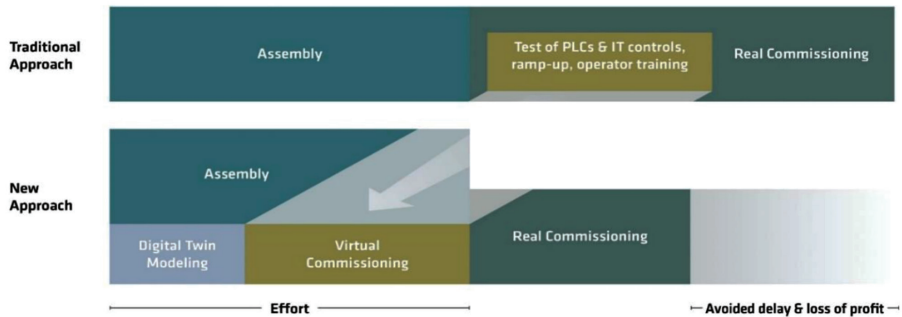 Traditional
Approach
Assembly
Test of PLCs & IT controls,
ramp-up, operator training
Real Commissioning
New
Approach
Assembly
Digital Twin
Modeling
Virtual
Commissioning
Real Commissioning
Effort
Avoided delay & loss of profit